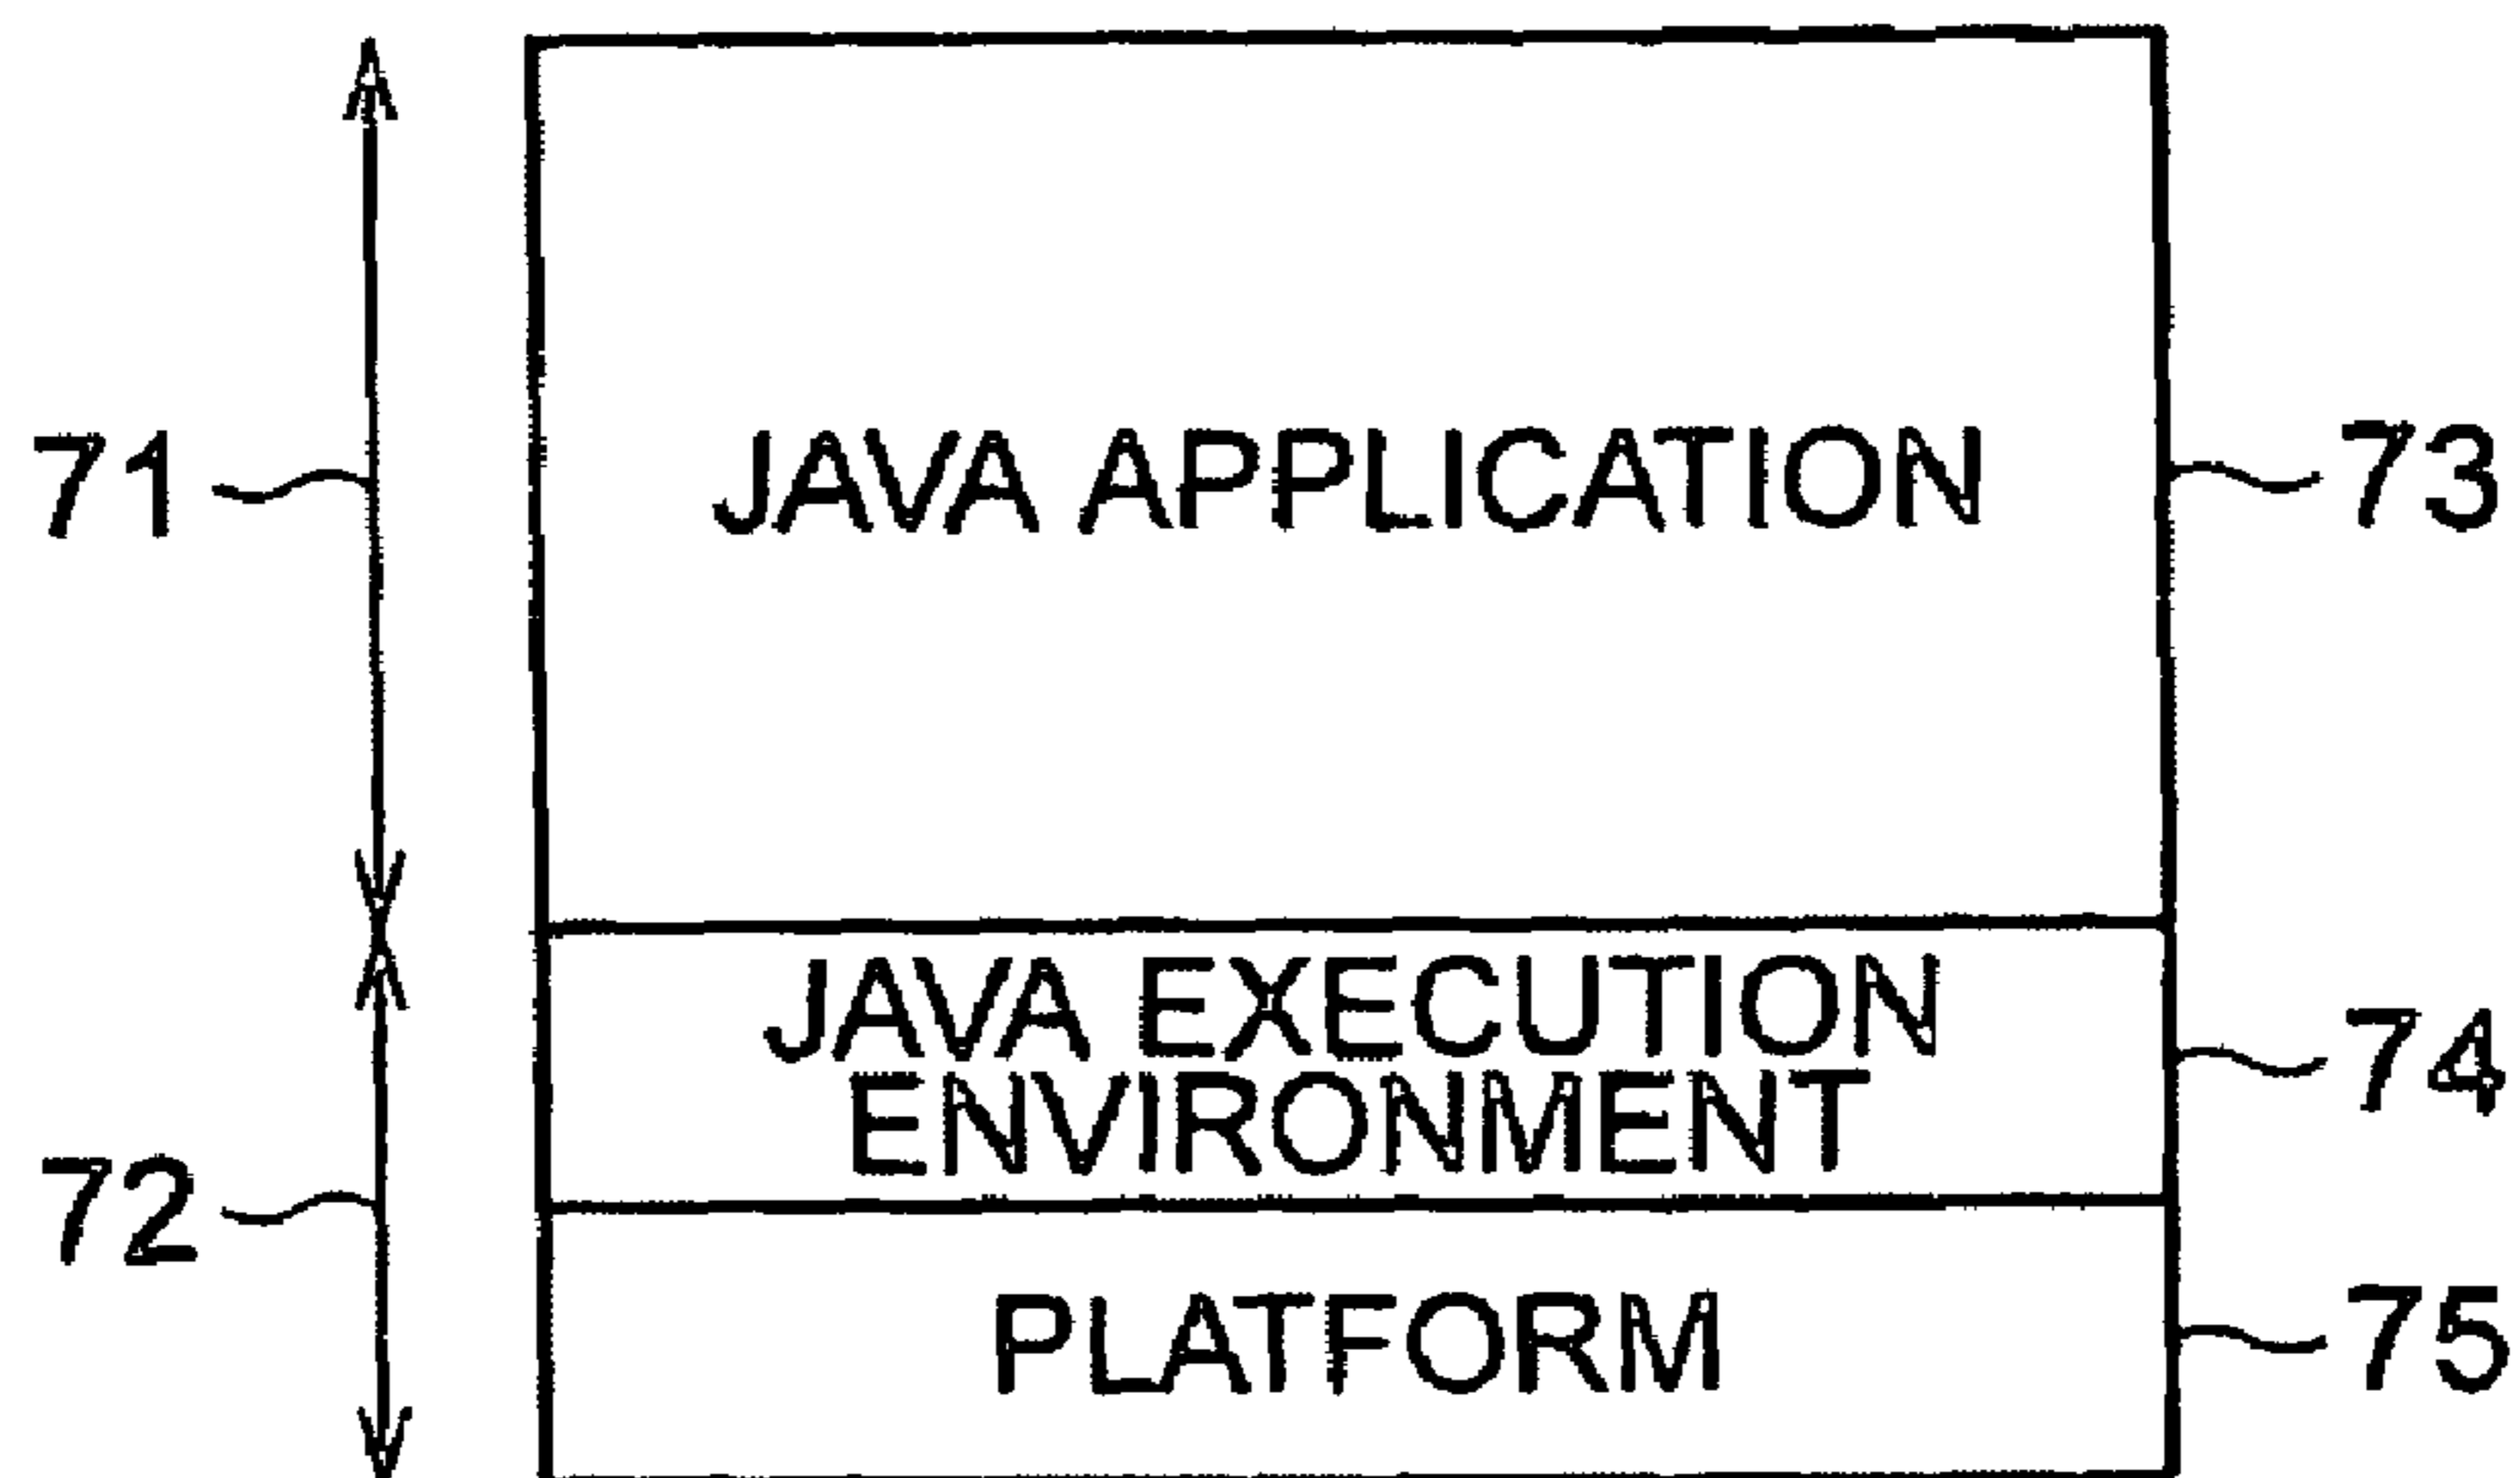 71
JAVA APPLICATION
73
JAVA EXECUTION
ENVIRONMENT
74
72
PLATFORM
75